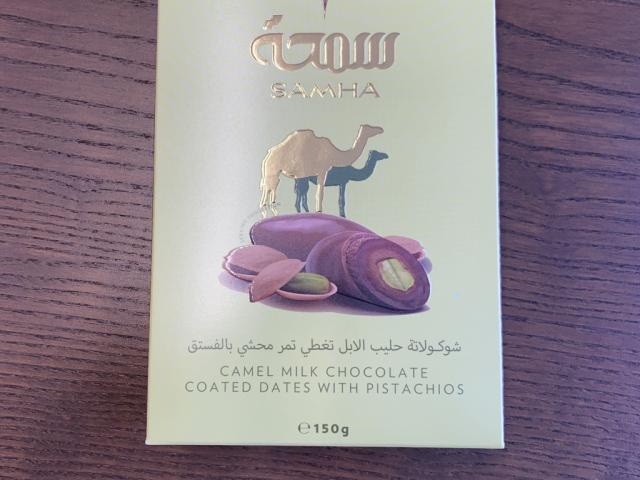 سمحة
SAMHA
شوكولاتة حليب الابل تغطي تمر محشي بالفستق
CAMEL MILK CHOCOLATE
COATED DATES WITH PISTACHIOS
℮150g